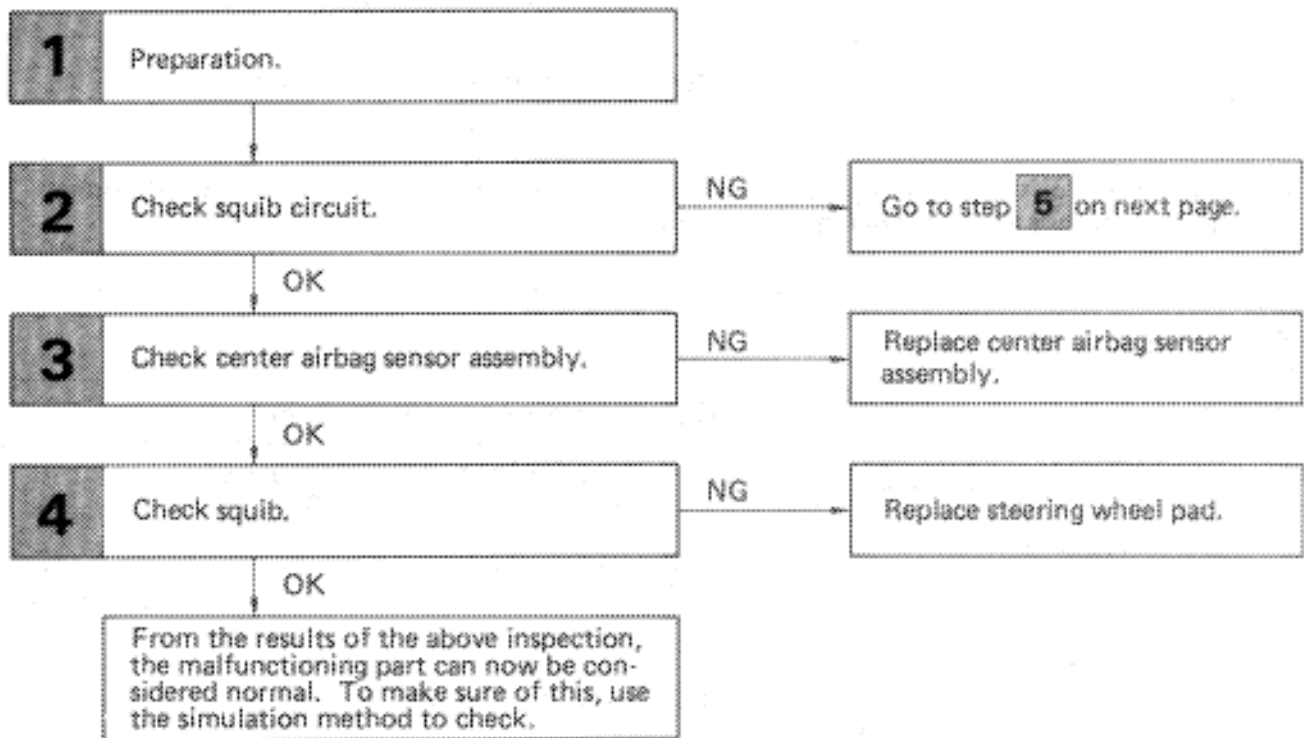 1 Preparation.
2 Check squib circuit.
NG
Go to step 5 on next page.
OK
3 Check center airbag sensor assembly.
NG
Replace center airbag sensor
assembly.
OK
4 Check squib.
NG
Replace steering wheel pad.
OK
From the results of the above inspection,
the malfunctioning part can now be con-
sidered normal. To make sure of this, use
the simulation method to check.